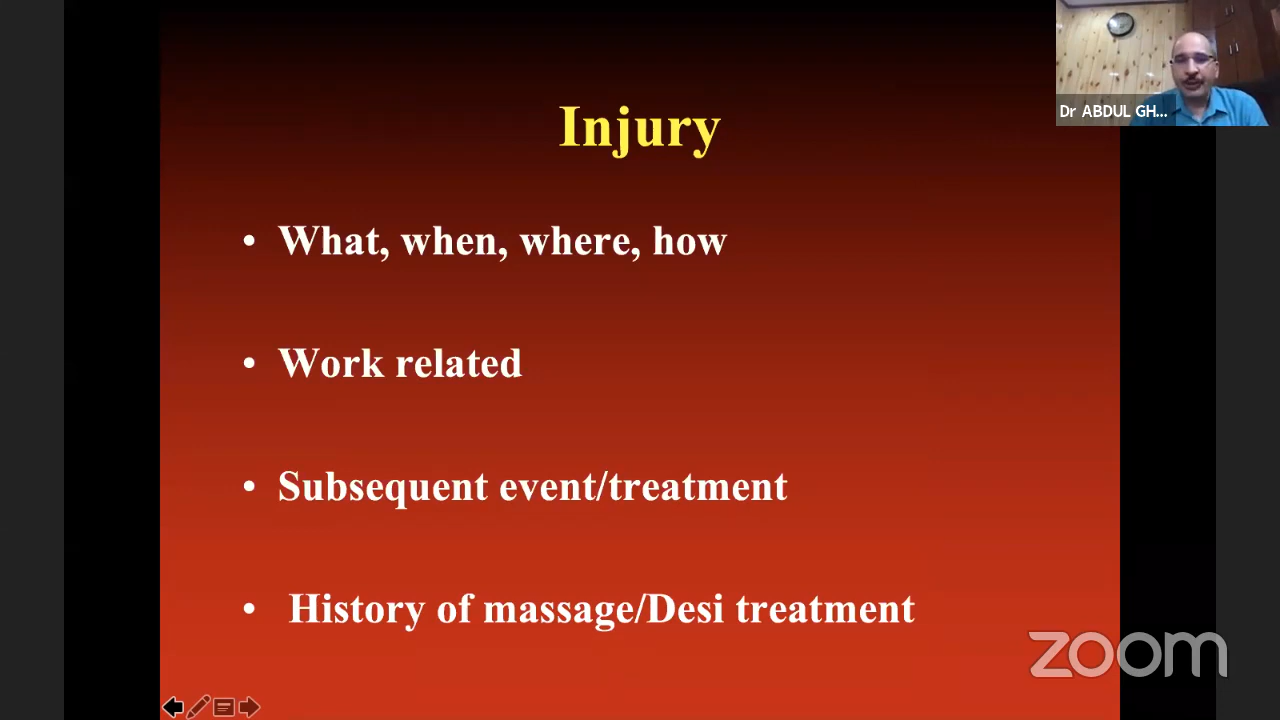 Dr ABDUL GH...
Injury
• What, when, where, how
• Work related
• Subsequent event/treatment
• History of massage/Desi treatment
zoom